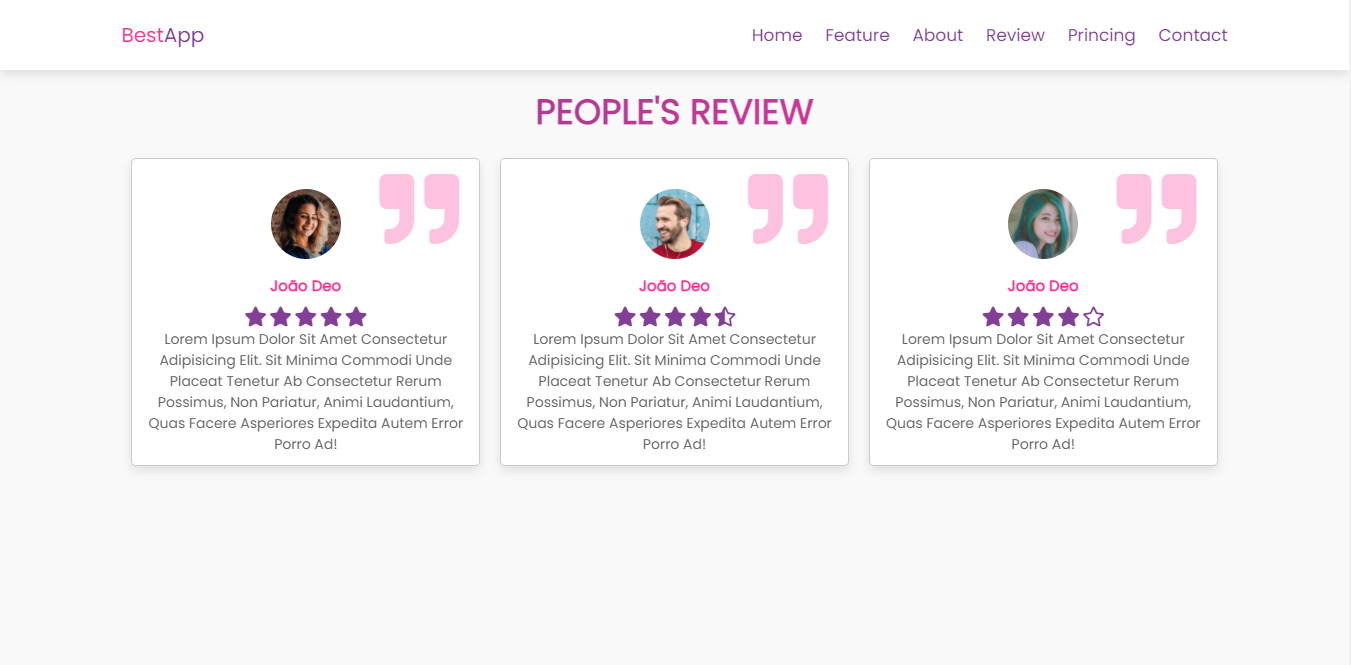 BestApp
Home Feature About Review Princing Contact
PEOPLE'S REVIEW
João Deo
Lorem Ipsum Dolor Sit Amet Consectetur
Adipisicing Elit. Sit Minima Commodi Unde
Placeat Tenetur Ab Consectetur Rerum
Possimus, Non Pariatur, Animi Laudantium,
Quas Facere Asperiores Expedita Autem Error
Porro Ad!
João Deo
Lorem Ipsum Dolor Sit Amet Consectetur
Adipisicing Elit. Sit Minima Commodi Unde
Placeat Tenetur Ab Consectetur Rerum
Possimus, Non Pariatur, Animi Laudantium,
Quas Facere Asperiores Expedita Autem Error
Porro Ad!
João Deo
Lorem Ipsum Dolor Sit Amet Consectetur
Adipisicing Elit. Sit Minima Commodi Unde
Placeat Tenetur Ab Consectetur Rerum
Possimus, Non Pariatur, Animi Laudantium,
Quas Facere Asperiores Expedita Autem Error
Porro Ad!